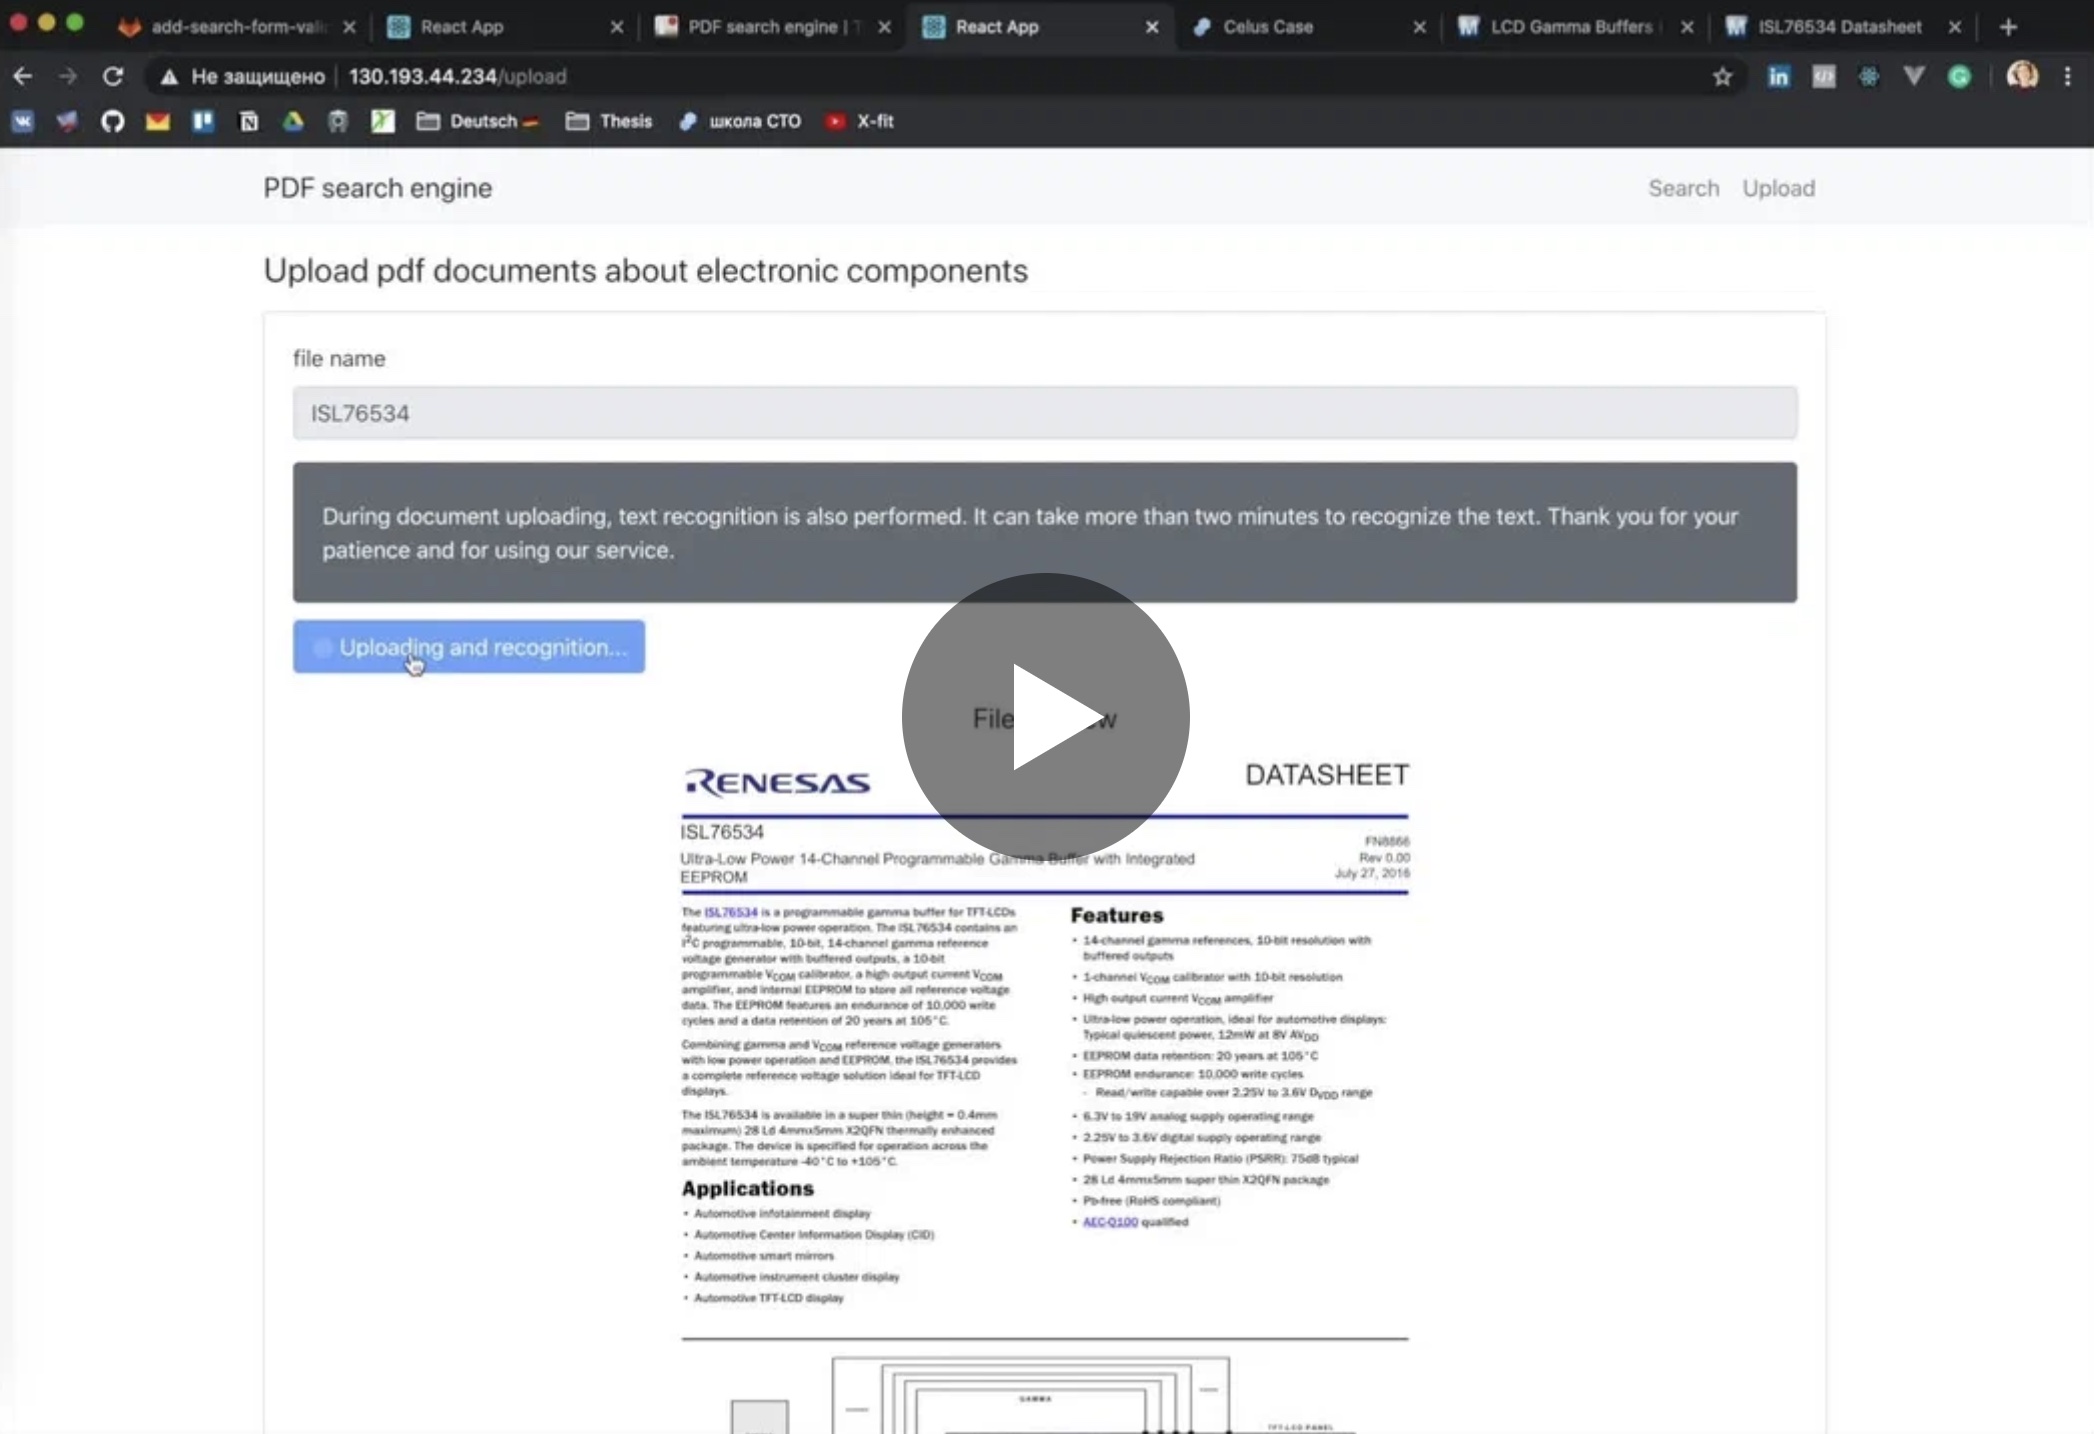 add-search-form-vali
React App
PDF search engine | T
React App
Celus Case
LCD Gamma Buffers
ISL76534 Datasheet
Не защищено
130.193.44.234/upload
Deutsch
Thesis
школа СТО
X-fit
PDF search engine
Search
Upload
Upload pdf documents about electronic components
file name
ISL76534
During document uploading, text recognition is also performed. It can take more than two minutes to recognize the text. Thank you for your
patience and for using our service.
Uploading and recognition...
File
RENESAS
DATASHEET
ISL76534
Ultra-Low Power 14-Channel Programmable Gamma Buffer with Integrated
EEPROM
FN8866
Rev 0.00
July 27, 2016
The ISL76534 is a programmable gamma buffer for TFT-LCDs
featuring ultra-low power operation. The ISL76534 contains an
I²C programmable, 10-bit, 14-channel gamma reference
voltage generator with buffered outputs, a 10-bit
programmable VCOM calibrator, a high output current VCOM
amplifier, and internal EEPROM to store all reference voltage
data. The EEPROM features an endurance of 10,000 write
cycles and a data retention of 20 years at 105°C.
Combining gamma and VCOM reference voltage generators
with low power operation and EEPROM, the ISL76534 provides
a complete reference voltage solution ideal for TFT-LCD
displays.
The ISL76534 is available in a super thin (height = 0.4mm
maximum) 28 Ld 4mmx5mm X2QFN thermally enhanced
package. The device is specified for operation across the
ambient temperature -40°C to +105°C.
Applications
• Automotive infotainment display
• Automotive Center Information Display (CID)
• Automotive smart mirrors
• Automotive instrument cluster display
• Automotive TFT-LCD display
Features
• 14-channel gamma references, 10-bit resolution with
buffered outputs
• 1-channel VCOM calibrator with 10-bit resolution
• High output current VCOM amplifier
• Ultra-low power operation, ideal for automotive displays:
Typical quiescent power, 12mW at 8V AVDD
• EEPROM data retention: 20 years at 105°C
• EEPROM endurance: 10,000 write cycles
- Read/write capable over 2.25V to 3.6V DVDD range
• 6.3V to 19V analog supply operating range
• 2.25V to 3.6V digital supply operating range
• Power Supply Rejection Ratio (PSRR): 75dB typical
• 28 Ld 4mmx5mm super thin X2QFN package
• Pb-free (RoHS compliant)
• AEC-Q100 qualified
GAMMA
TFT-LCD PANEL